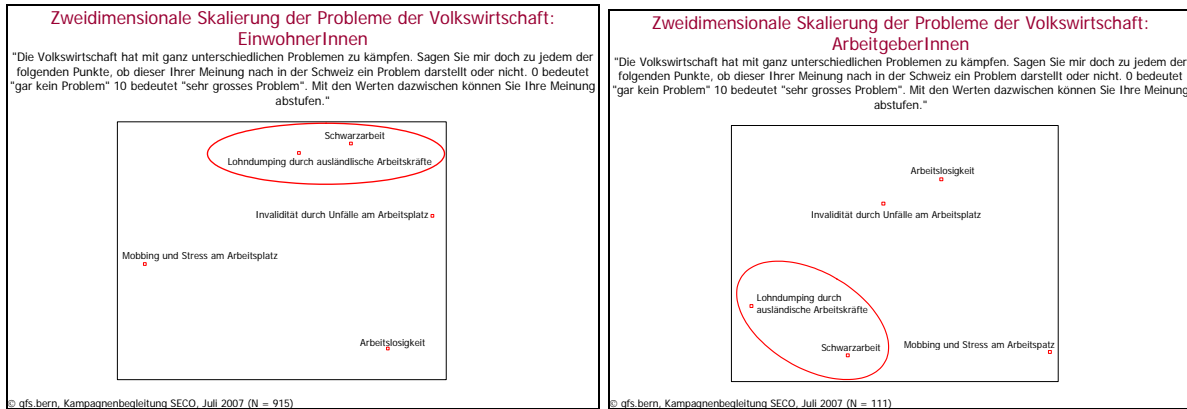 Zweidimensionale Skalierung der Probleme der Volkswirtschaft:
EinwohnerInnen
"Die Volkswirtschaft hat mit ganz unterschiedlichen Problemen zu kämpfen. Sagen Sie mir doch zu jedem der
folgenden Punkte, ob dieser Ihrer Meinung nach in der Schweiz ein Problem darstellt oder nicht. 0 bedeutet
"gar kein Problem" 10 bedeutet "sehr grosses Problem". Mit den Werten dazwischen können Sie Ihre Meinung
abstufen."
Schwarzarbeit
Lohndumping durch ausländlische Arbeitskräfte
Invalidität durch Unfälle am Arbeitsplatz
Mobbing und Stress am Arbeitsplatz
Arbeitslosigkeit
© gfs.bern, Kampagnenbegleitung SECO, Juli 2007 (N = 915)
Zweidimensionale Skalierung der Probleme der Volkswirtschaft:
ArbeitgeberInnen
"Die Volkswirtschaft hat mit ganz unterschiedlichen Problemen zu kämpfen. Sagen Sie mir doch zu jedem der
folgenden Punkte, ob dieser Ihrer Meinung nach in der Schweiz ein Problem darstellt oder nicht. 0 bedeutet
"gar kein Problem" 10 bedeutet "sehr grosses Problem". Mit den Werten dazwischen können Sie Ihre Meinung
abstufen."
Arbeitslosigkeit
Invalidität durch Unfälle am Arbeitsplatz
Lohndumping durch
ausländische Arbeitskräfte
Schwarzarbeit
Mobbing und Stress am Arbeitspatz
© gfs.bern, Kampagnenbegleitung SECO, Juli 2007 (N = 111)